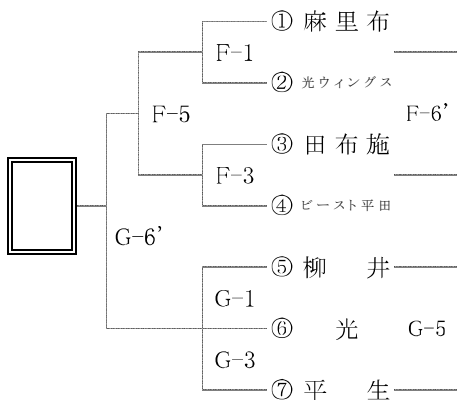 ① 麻里布
F-1
② 光ウィングス
F-5
F-6’
③ 田布施
F-3
④ ビースト平田
G-6’
⑤ 柳 井
G-1
⑥ 光
G-5
G-3
⑦ 平 生